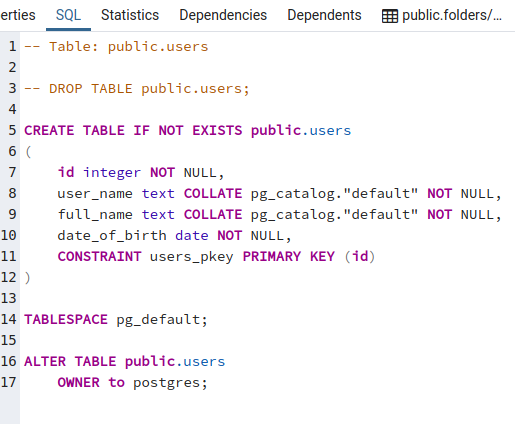 erties SQL Statistics Dependencies Dependents public.folders/...
1 -- Table: public.users
2
3 -- DROP TABLE public.users;
4
5 CREATE TABLE IF NOT EXISTS public.users
6 (
7     id integer NOT NULL,
8     user_name text COLLATE pg_catalog."default" NOT NULL,
9     full_name text COLLATE pg_catalog."default" NOT NULL,
10     date_of_birth date NOT NULL,
11     CONSTRAINT users_pkey PRIMARY KEY (id)
12 )
13
14 TABLESPACE pg_default;
15
16 ALTER TABLE public.users
17     OWNER to postgres;